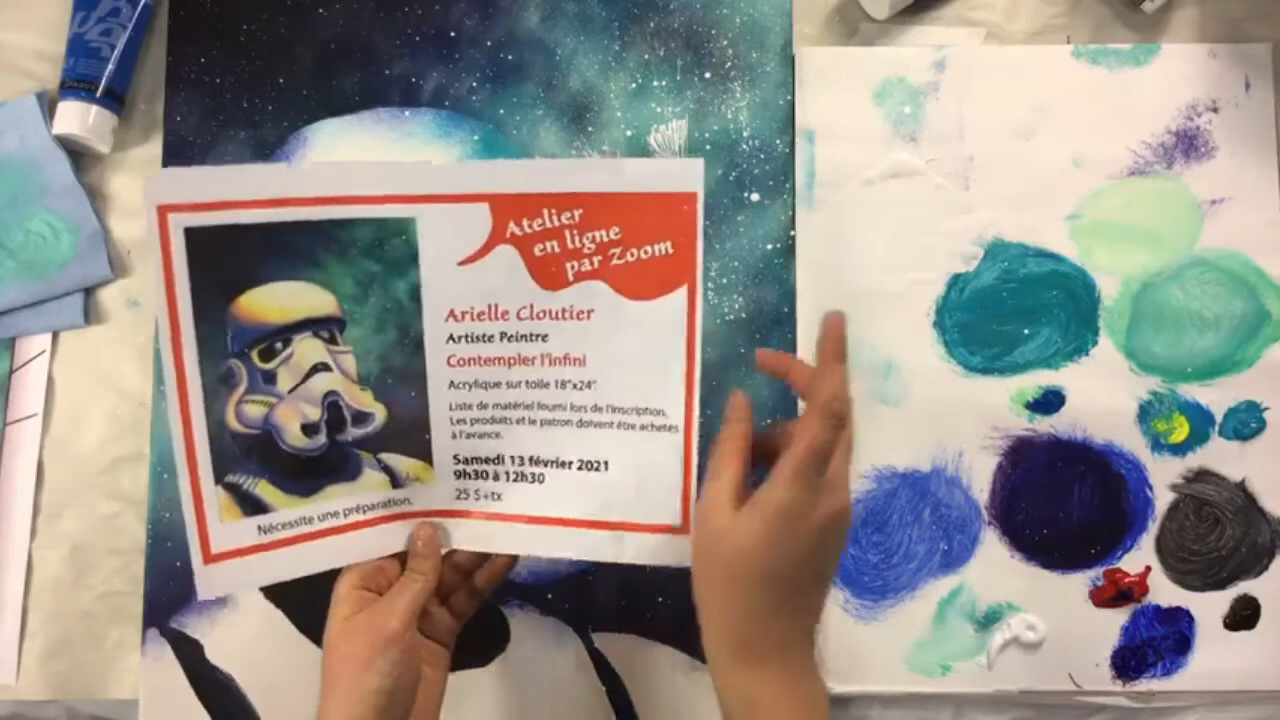 Atelier
en ligne
par Zoom
Arielle Cloutier
Artiste Peintre
Contempler l'infini
Acrylique sur toile 18"x24".
Liste de matériel fourni lors de l'inscription.
Les produits et le patron doivent être achetés
à l'avance.
Samedi 13 février 2021
9h30 à 12h30
25 $+tx
Nécessite une préparation.